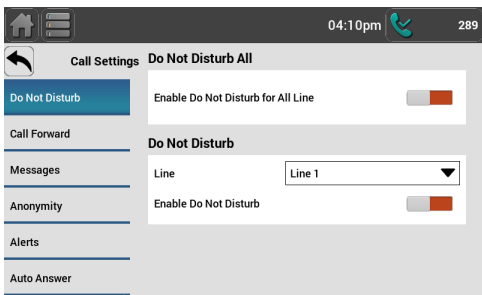 04:10pm 289
Call Settings
Do Not Disturb
Call Forward
Messages
Anonymity
Alerts
Auto Answer
Do Not Disturb All
Enable Do Not Disturb for All Line
Do Not Disturb
Line Line 1
Enable Do Not Disturb